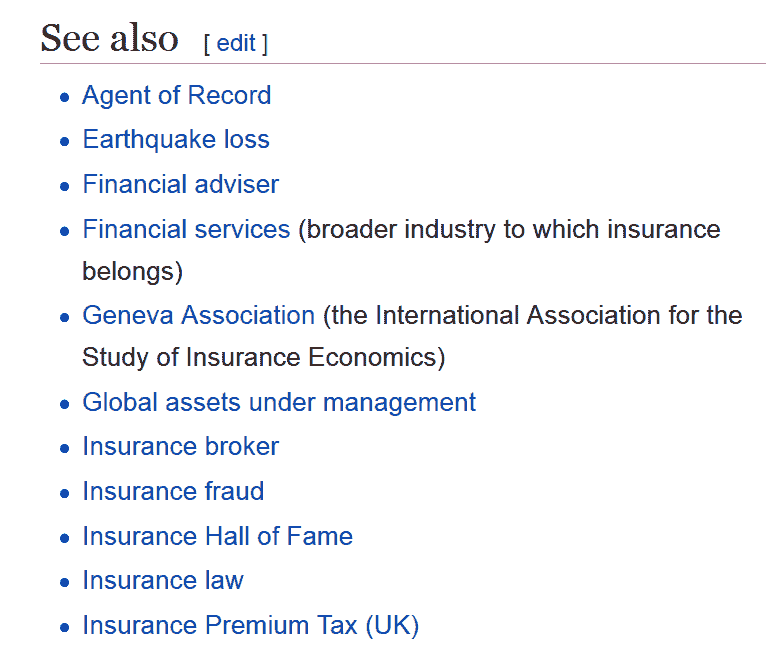 See also [ edit ]
Agent of Record
Earthquake loss
Financial adviser
Financial services (broader industry to which insurance
belongs)
Geneva Association (the International Association for the
Study of Insurance Economics)
Global assets under management
Insurance broker
Insurance fraud
Insurance Hall of Fame
Insurance law
Insurance Premium Tax (UK)